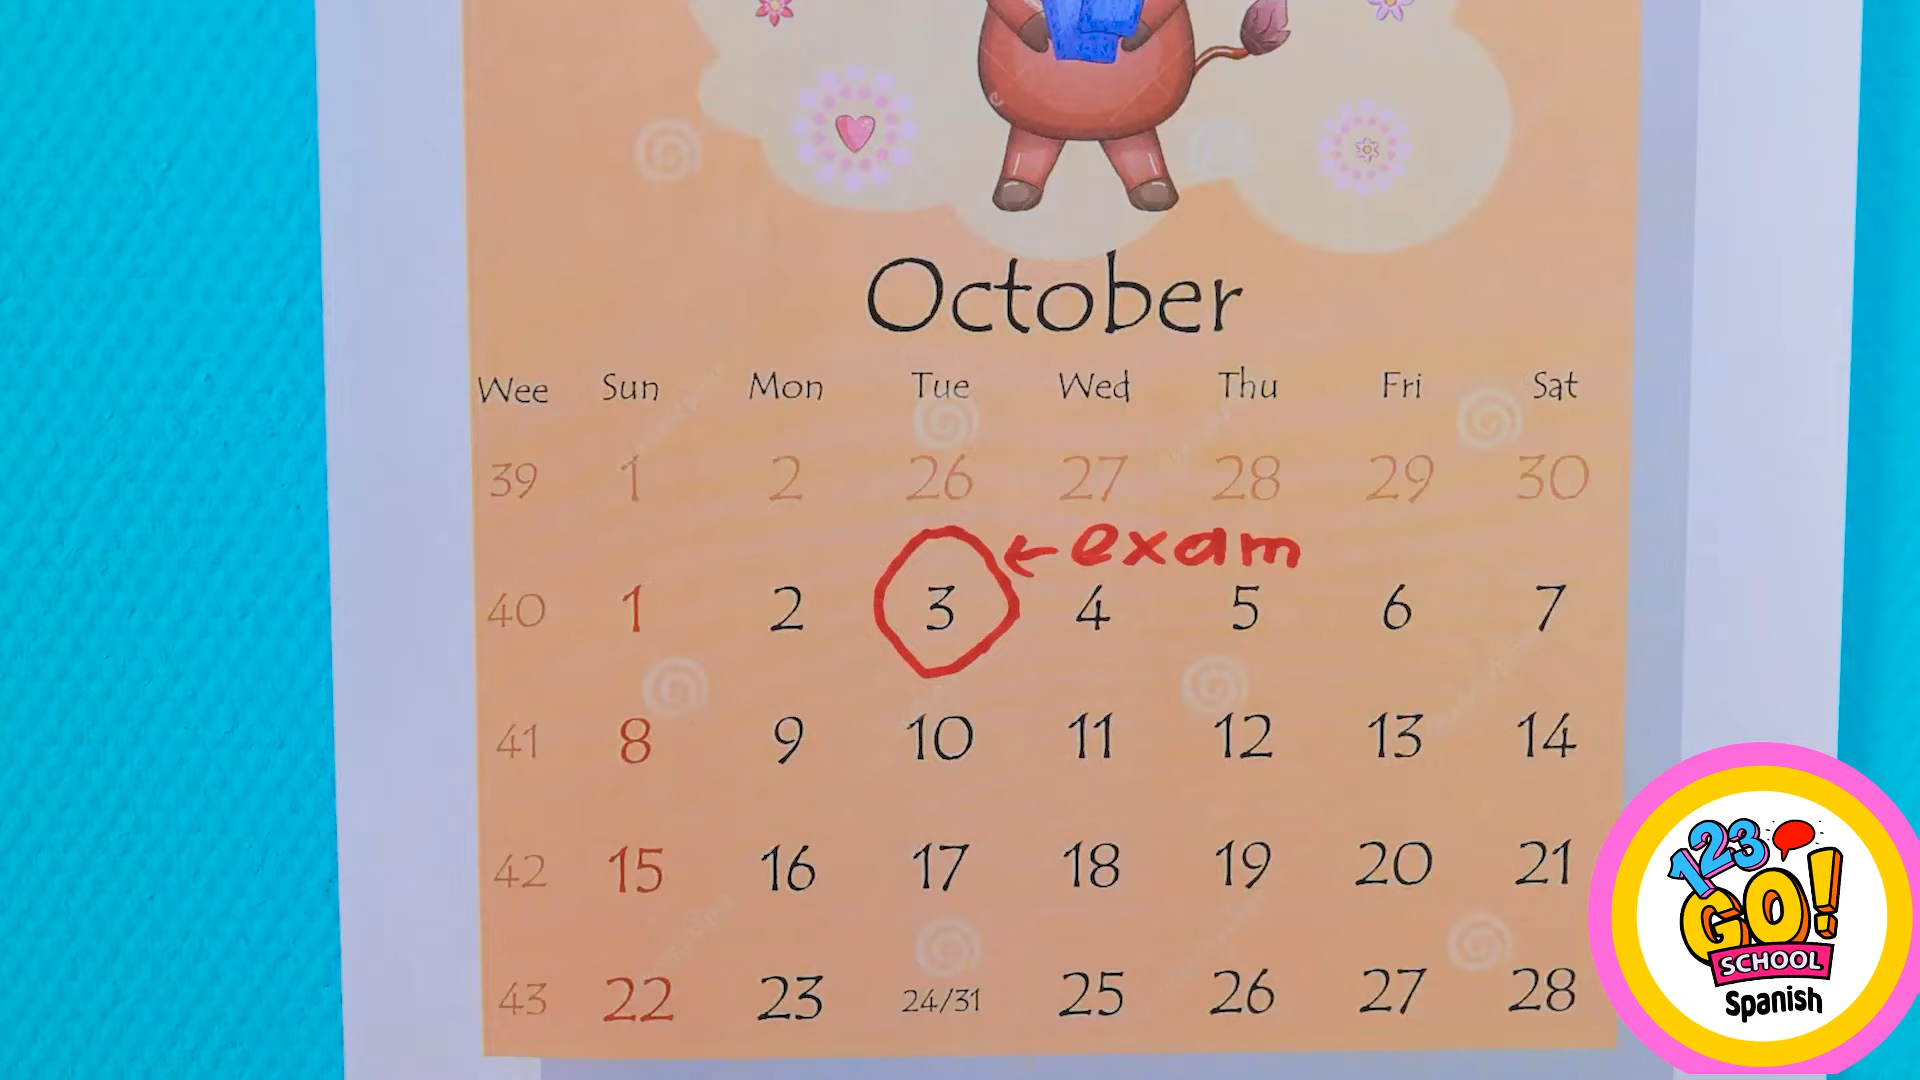 October
Wee Sun Mon Tue Wed Thu Fri Sat
39 1 2 26 27 28 29 30
←exam
40 1 2 3 4 5 6 7
41 8 9 10 11 12 13 14
42 15 16 17 18 19 20 21
43 22 23 24/31 25 26 27 28
123
GO!
SCHOOL
Spanish